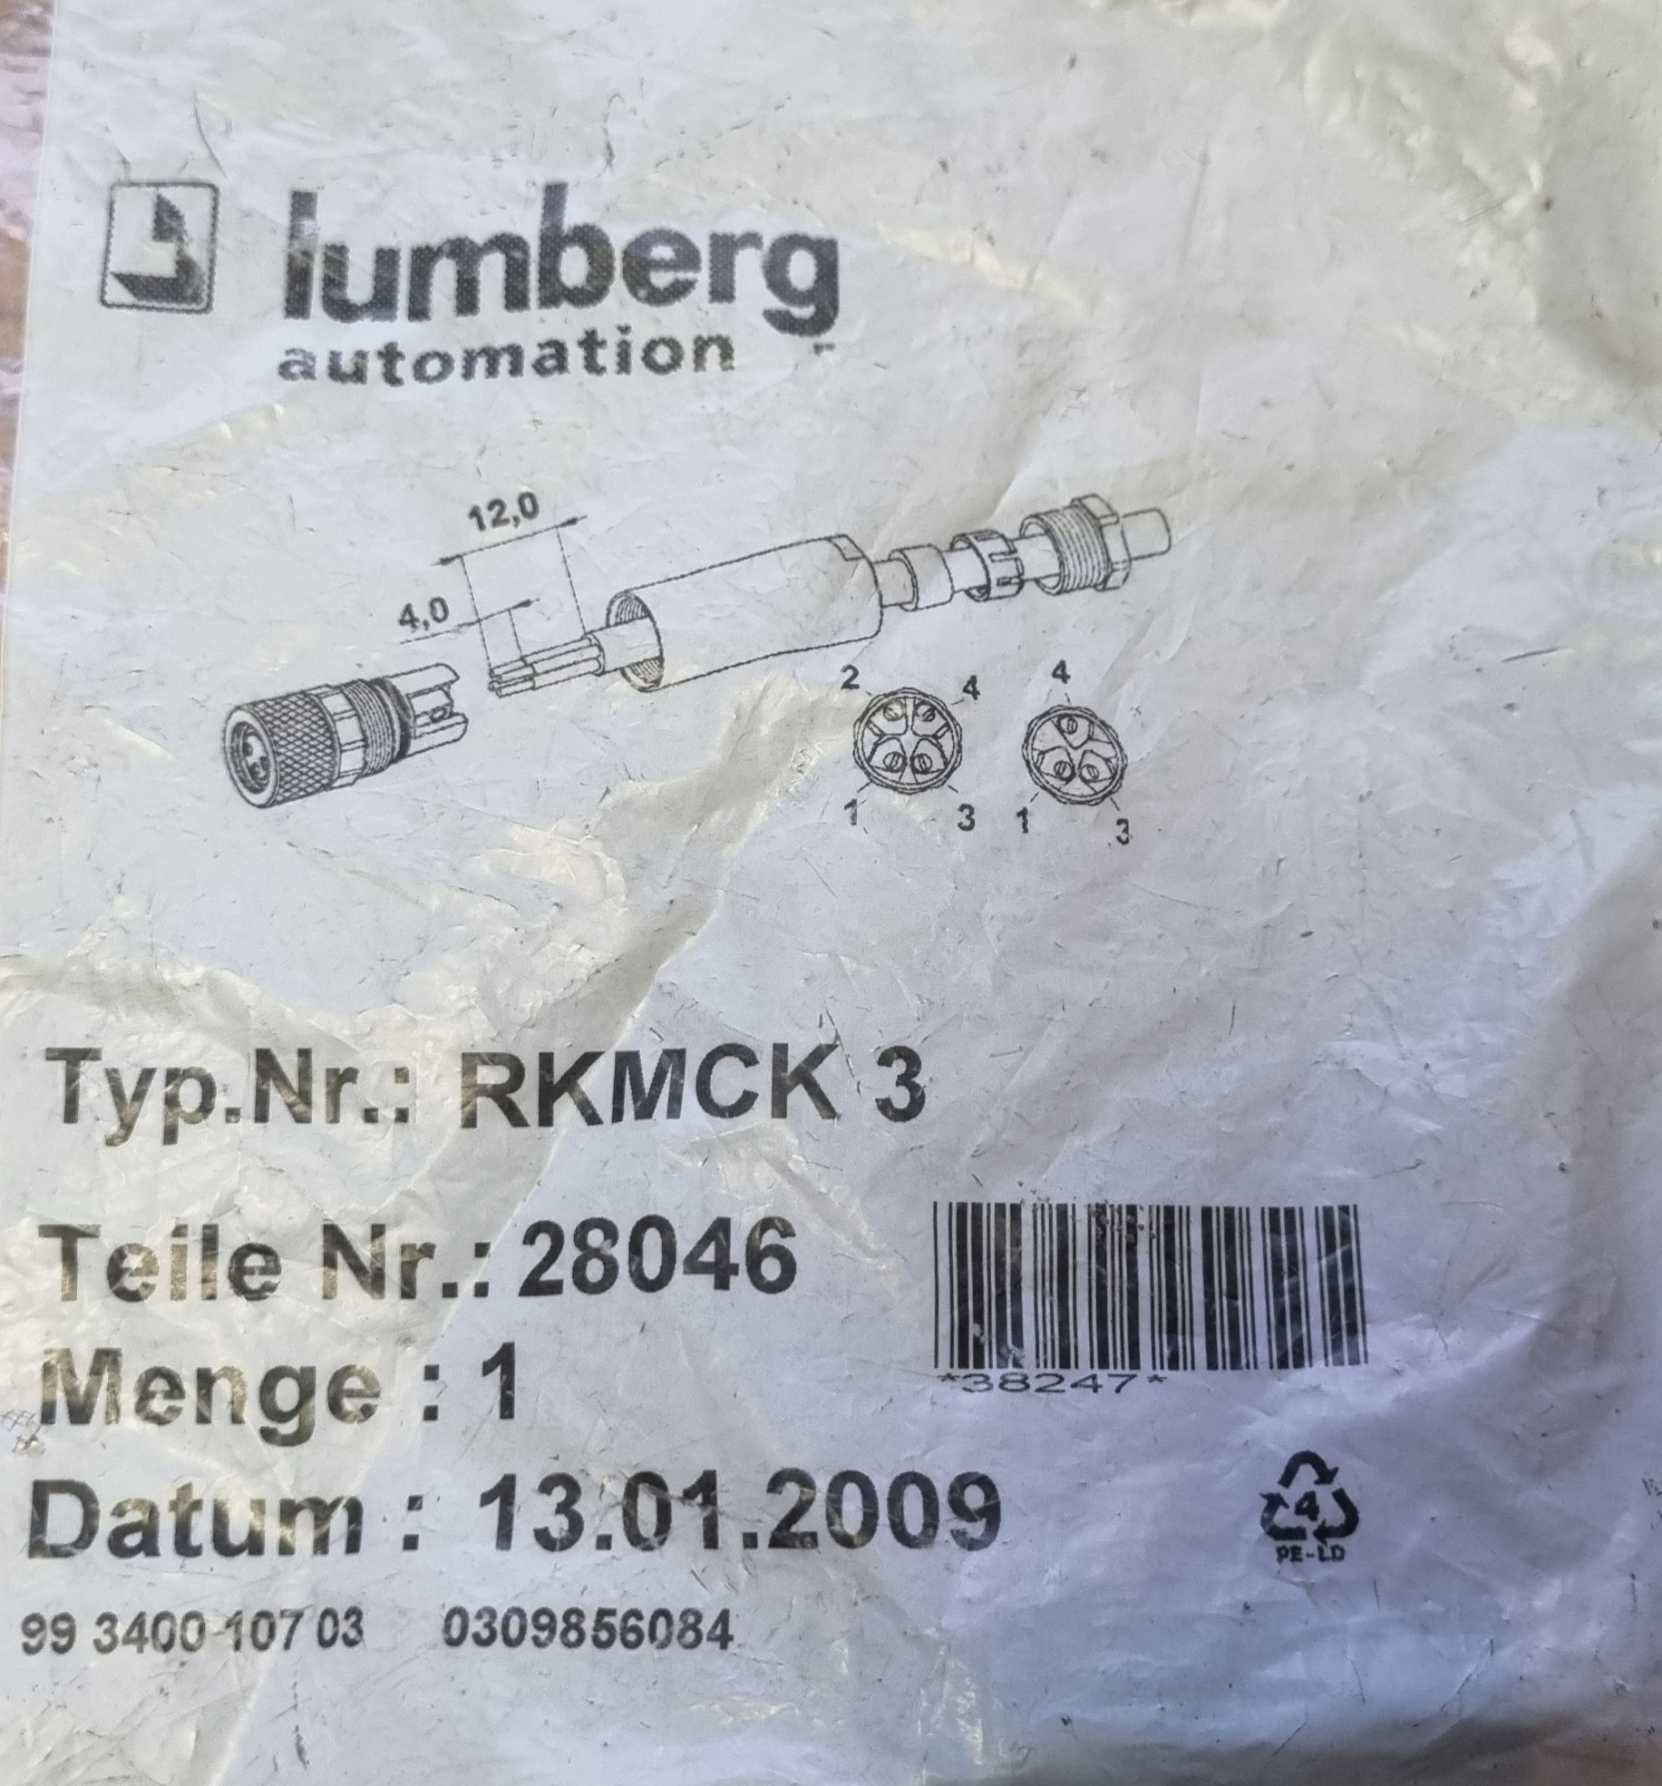 lumberg
automation
12,0
4,0
2 4 4
1 3 1 3
Typ.Nr.: RKMCK 3
Teile Nr.: 28046
*38247*
Menge : 1
Datum : 13.01.2009
4
PE-LD
99 3400 107 03 0309856084